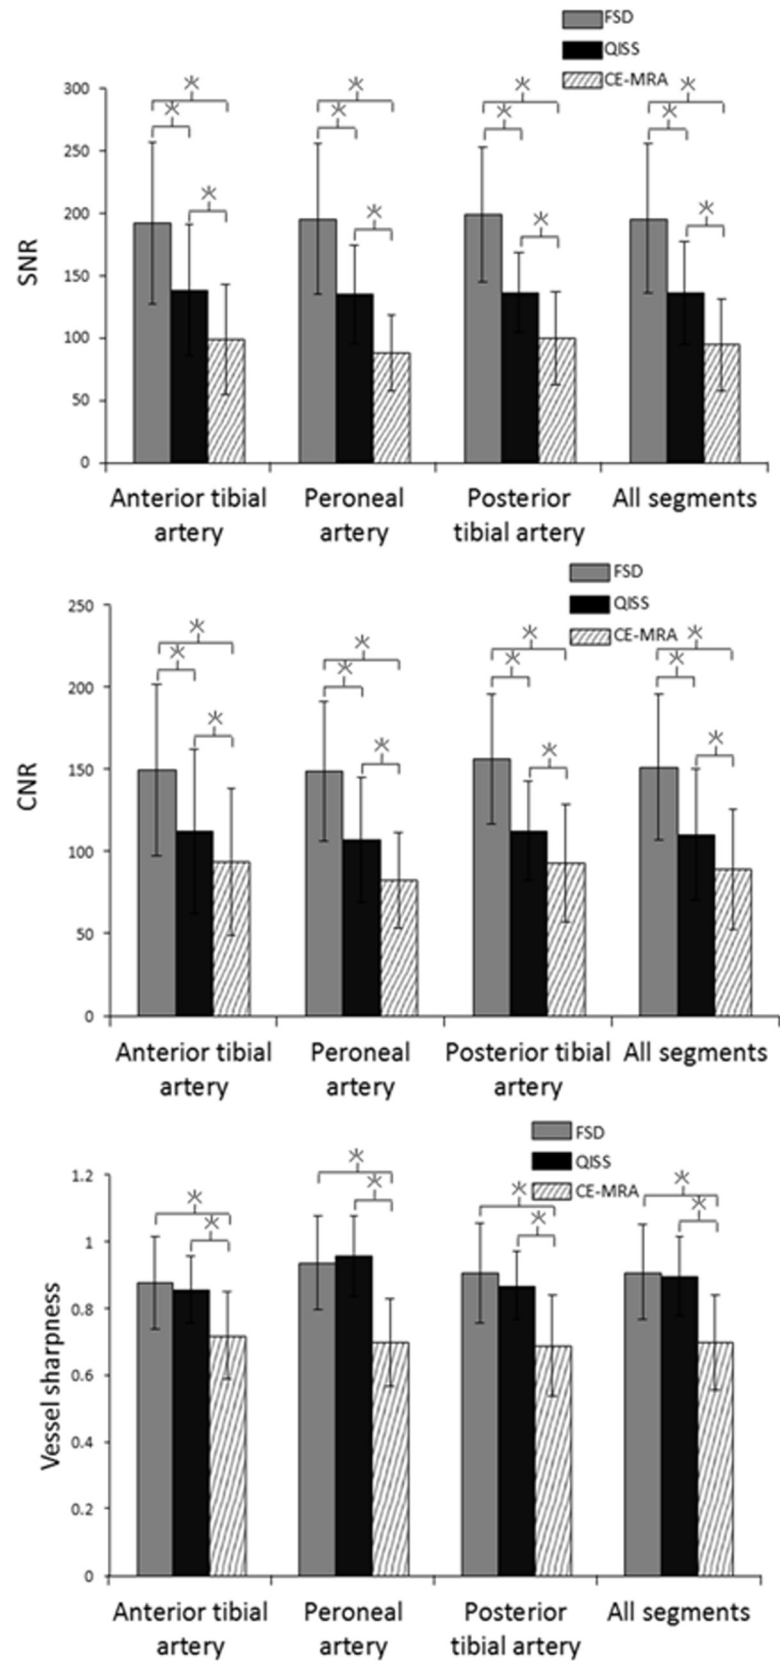 FSD
QISS
CE-MRA
300
250
200
150
100
50
0
SNR
Anterior tibial
artery
Peroneal
artery
Posterior
tibial artery
All segments
FSD
QISS
CE-MRA
250
200
150
100
50
0
CNR
Anterior tibial
artery
Peroneal
artery
Posterior tibial
artery
All segments
FSD
QISS
CE-MRA
1.2
1
0.8
0.6
0.4
0.2
0
Vessel sharpness
Anterior tibial
artery
Peroneal
artery
Posterior
tibial artery
All segments